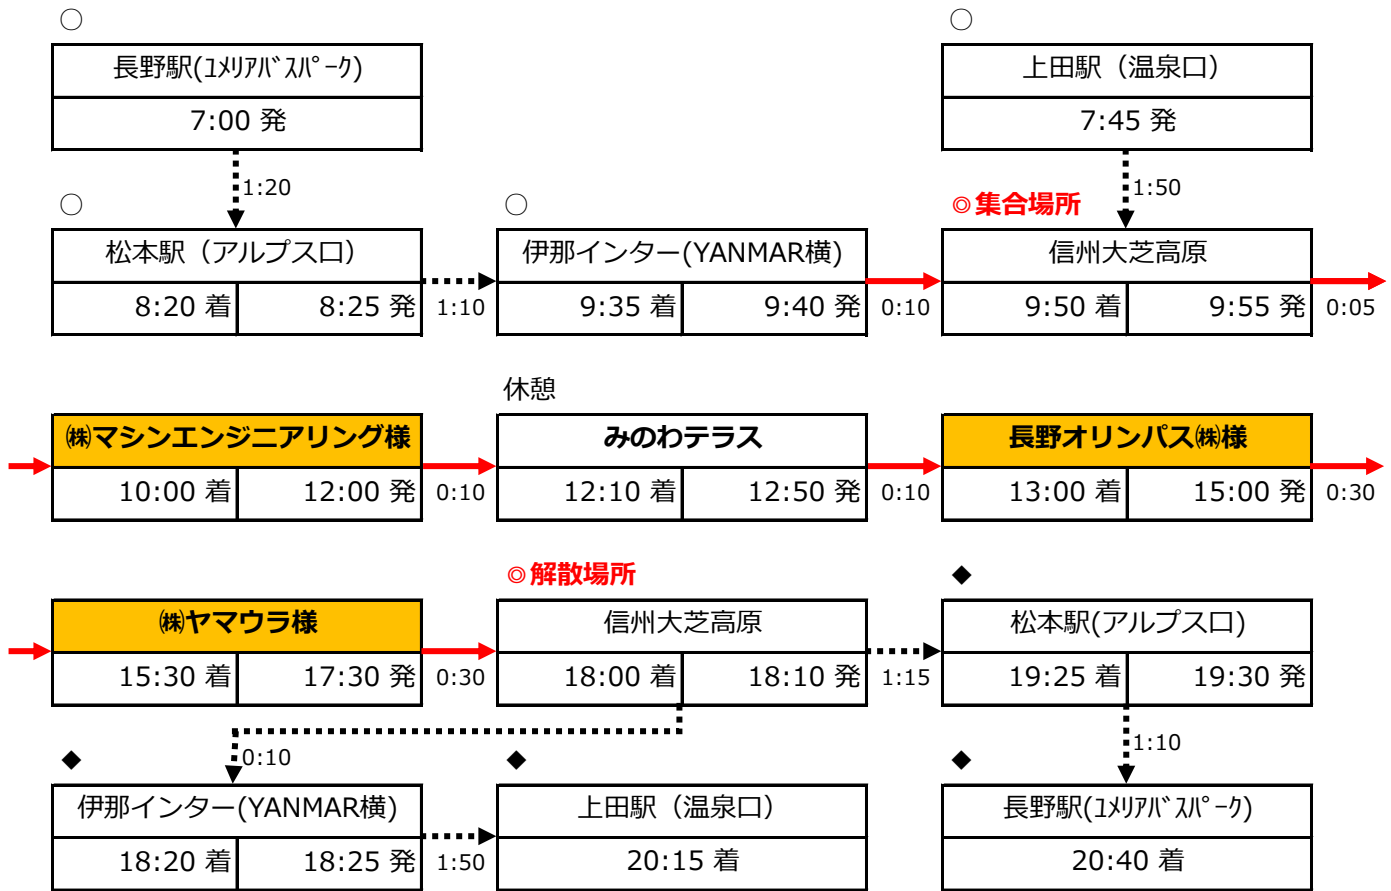 ○
○
長野駅(ﾕﾒﾘｱﾊﾞｽﾊﾟｰｸ)
上田駅（温泉口）
7:00 発
7:45 発
1:20
1:50
○
○
◎集合場所
松本駅（アルプス口）
伊那インター(YANMAR横)
信州大芝高原
8:20 着 8:25 発 1:10 9:35 着 9:40 発 0:10 9:50 着 9:55 発 0:05
休憩
㈱マシンエンジニアリング様
みのわテラス
長野オリンパス㈱様
10:00 着 12:00 発 0:10 12:10 着 12:50 発 0:10 13:00 着 15:00 発 0:30
◎解散場所
◆
㈱ヤマウラ様
信州大芝高原
松本駅(アルプス口)
15:30 着 17:30 発 0:30 18:00 着 18:10 発 1:15 19:25 着 19:30 発
0:10
1:10
◆
◆
◆
伊那インター(YANMAR横)
上田駅（温泉口）
長野駅(ﾕﾒﾘｱﾊﾞｽﾊﾟｰｸ)
18:20 着 18:25 発 1:50 20:15 着 20:40 着